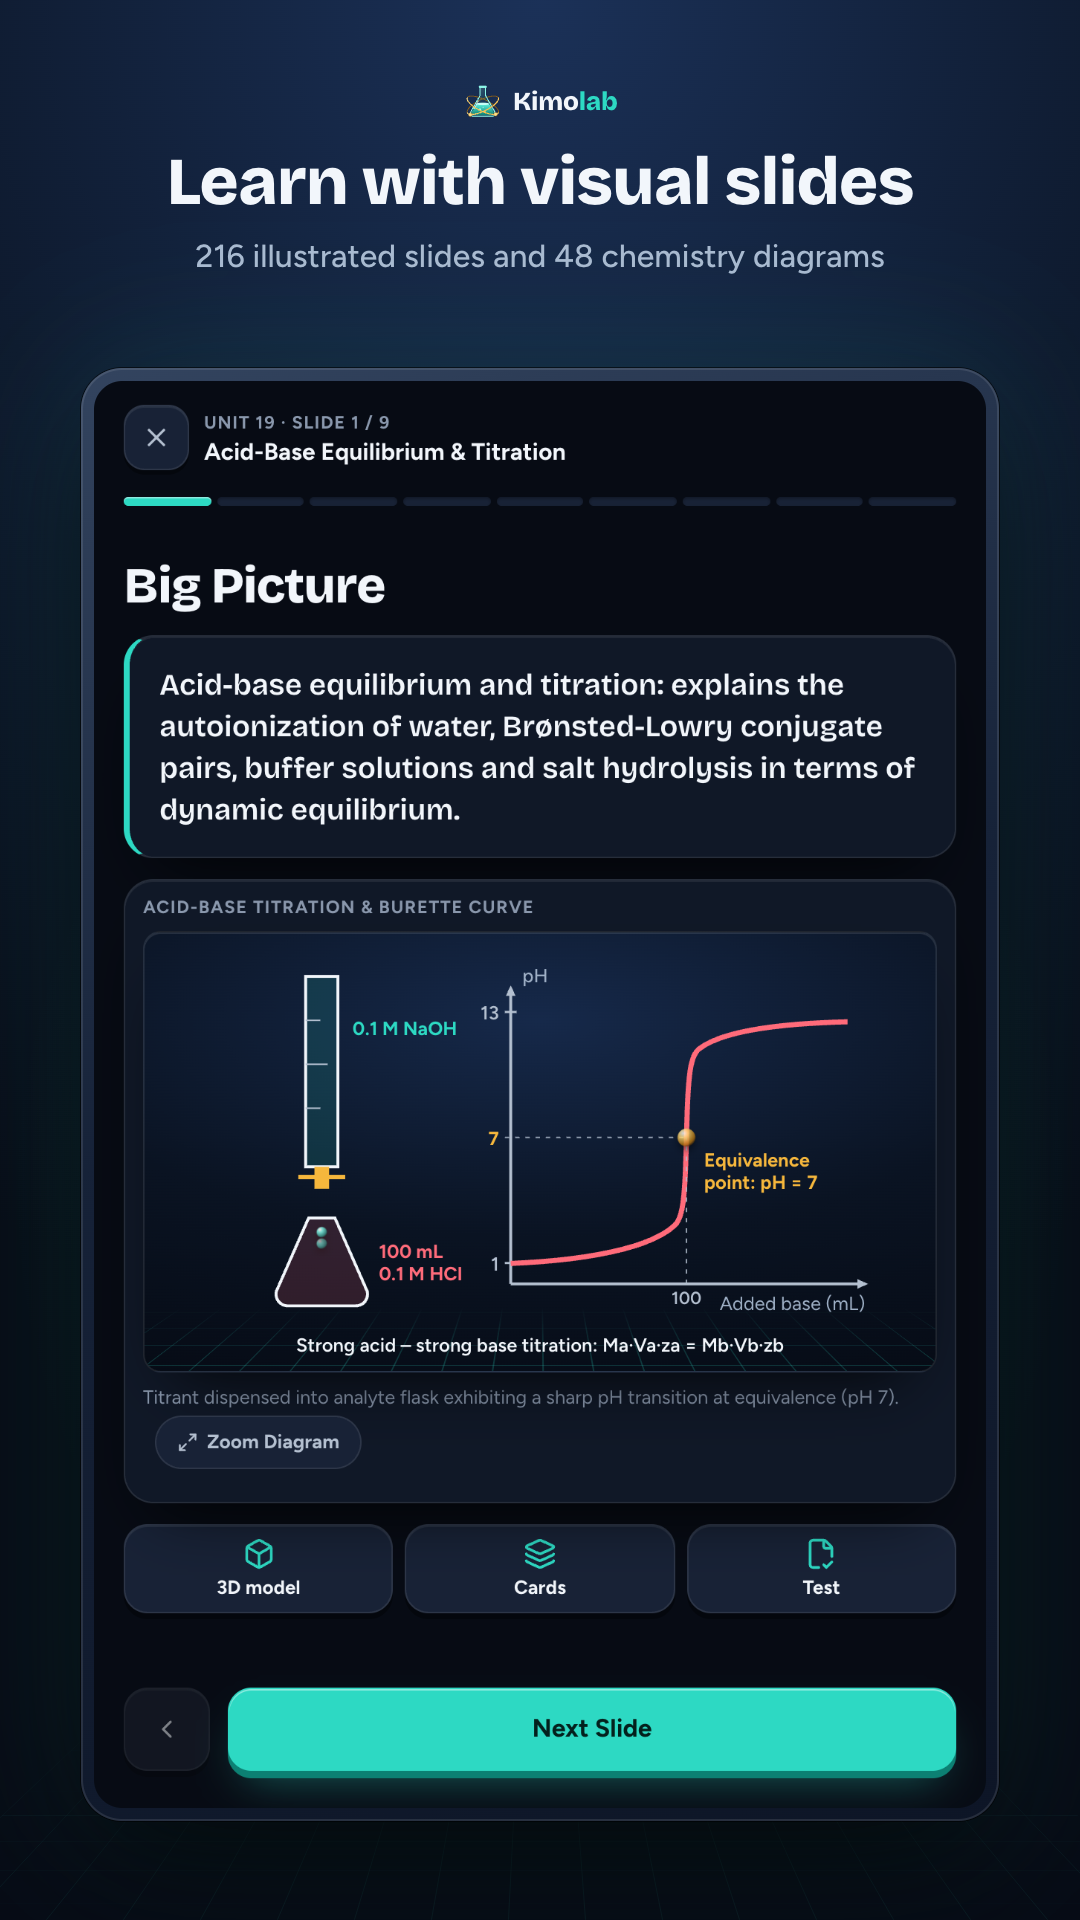 Kimolab
Learn with visual slides
216 illustrated slides and 48 chemistry diagrams
UNIT 19 · SLIDE 1 / 9
Acid-Base Equilibrium & Titration
Big Picture
Acid-base equilibrium and titration: explains the
autoionization of water, Brønsted-Lowry conjugate
pairs, buffer solutions and salt hydrolysis in terms of
dynamic equilibrium.
ACID-BASE TITRATION & BURETTE CURVE
pH
13
0.1 M NaOH
7
Equivalence
point: pH = 7
100 mL
0.1 M HCl
1
100
Added base (mL)
Strong acid – strong base titration: Ma·Va·za = Mb·Vb·zb
Titrant dispensed into analyte flask exhibiting a sharp pH transition at equivalence (pH 7).
Zoom Diagram
3D model
Cards
Test
Next Slide